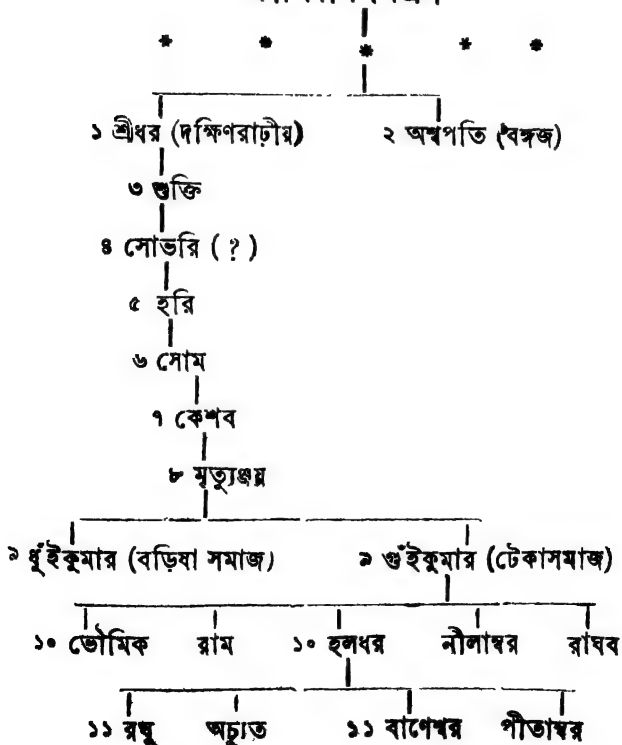 * * * * *
১ শ্রীধর (দক্ষিণরাঢ়ীয়) ২ অশ্বপতি (বঙ্গজ)
৩ শুক্তি
৪ সোভরি (?)
৫ হরি
৬ সোম
৭ কেশব
৮ মৃত্যুঞ্জয়
৯ ধুঁইকুমার (বড়িষা সমাজ) ৯ গুঁইকুমার (টেকাসমাজ)
১০ ভৌমিক রাম ১০ হলধর নীলাম্বর রাঘব
১১ রঘু অচ্যুত ১১ বাণেশ্বর পীতাম্বর